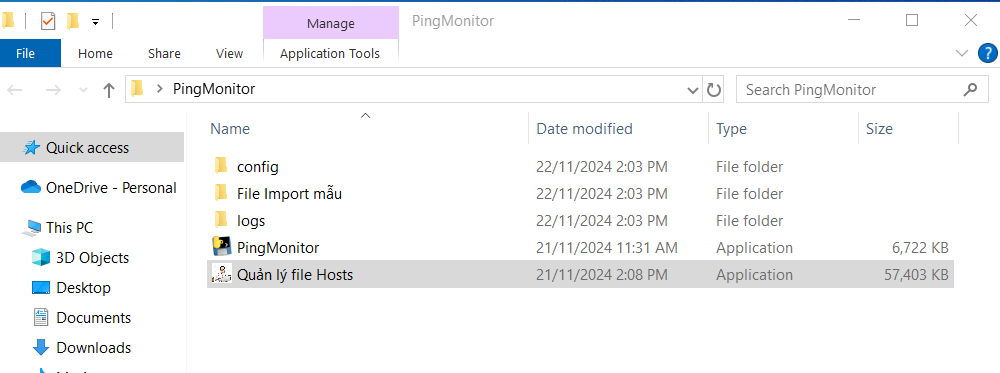 Manage PingMonitor
File Home Share View Application Tools
PingMonitor Search PingMonitor
Name Date modified Type Size
Quick access
OneDrive - Personal
This PC
3D Objects
Desktop
Documents
Downloads
config 22/11/2024 2:03 PM File folder
File Import mẫu 22/11/2024 2:03 PM File folder
logs 22/11/2024 2:03 PM File folder
PingMonitor 21/11/2024 11:31 AM Application 6,722 KB
Quản lý file Hosts 21/11/2024 2:08 PM Application 57,403 KB